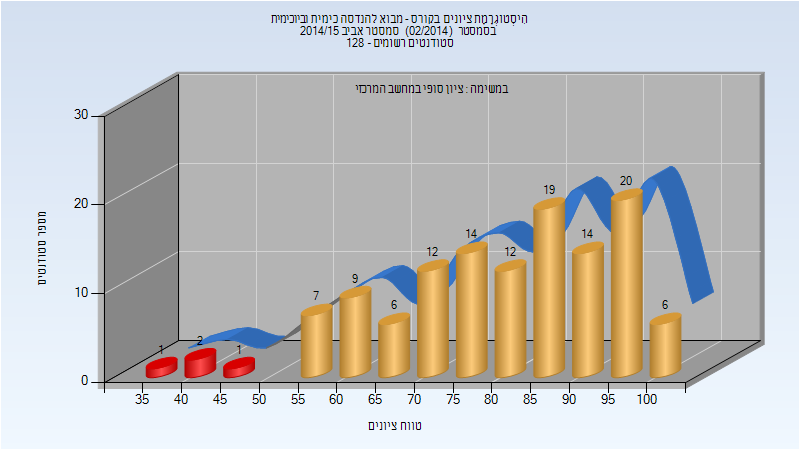 היסטוגרמת ציונים בקורס - מבוא להנדסה כימית וביוכימית
בסמסטר (02/2014) סמסטר אביב 2014/15
סטודנטים רשומים - 128
במשימה : ציון סופי במחשב המרכזי
מספר סטודנטים
30
20
10
0
1
2
1
7
9
6
12
14
12
19
14
20
6
35 40 45 50 55 60 65 70 75 80 85 90 95 100
טווח ציונים